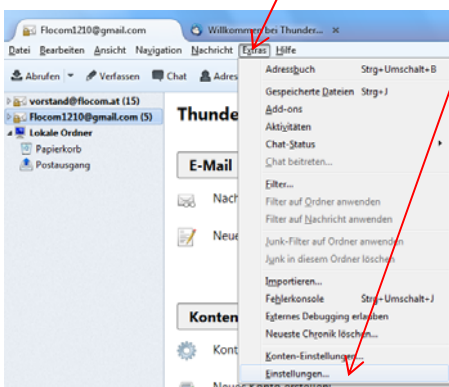 Flocom1210@gmail.com
Willkommen bei Thunder...
Datei Bearbeiten Ansicht Navigation Nachricht Extras Hilfe
Abrufen Verfassen Chat Adres
vorstand@flocom.at (15)
Flocom1210@gmail.com (5)
Lokale Ordner
Papierkorb
Postausgang
Thunde
E-Mail
Nach
Neue
Konten
Kont
Neues Konto erstellen:
Adressbuch Strg+Umschalt+B
Gespeicherte Dateien Strg+J
Add-ons
Aktivitäten
Chat-Status
Chat beitreten...
Filter...
Filter auf Ordner anwenden
Filter auf Nachricht anwenden
Junk-Filter auf Ordner anwenden
Junk in diesem Ordner löschen
Importieren...
Fehlerkonsole Strg+Umschalt+J
Externes Debugging erlauben
Neueste Chronik löschen...
Konten-Einstellungen...
Einstellungen...